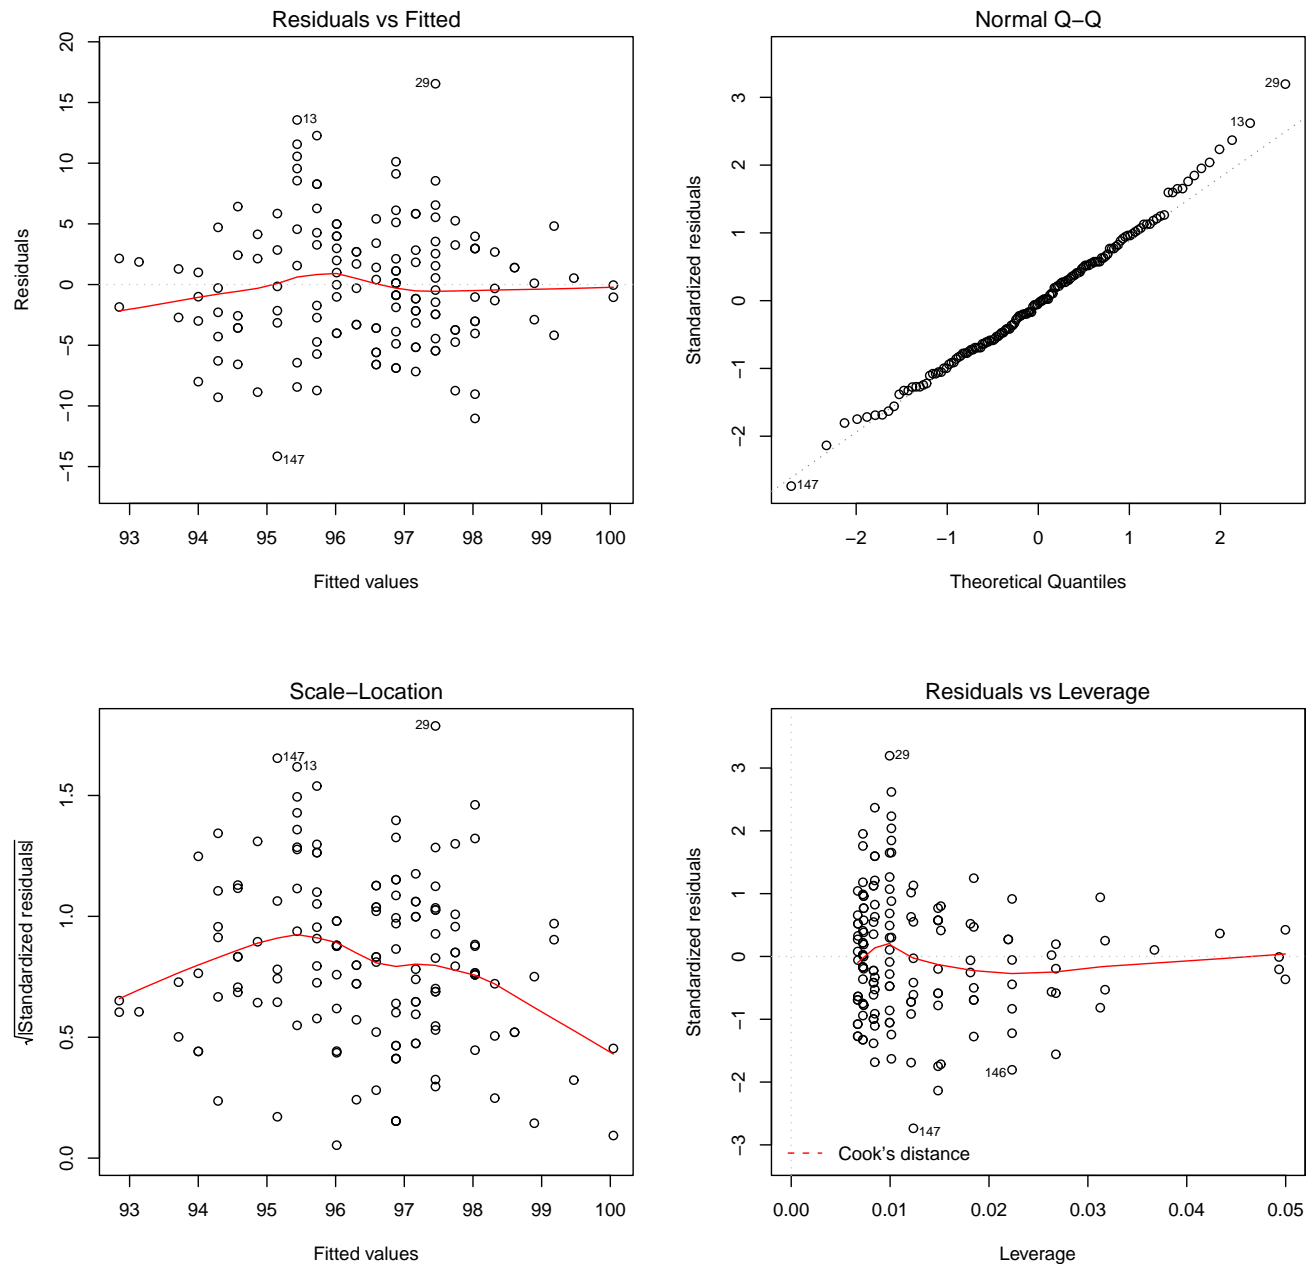 Residuals vs Fitted
Residuals
20
15
10
5
0
−5
−10
−15
29
13
147
93 94 95 96 97 98 99 100
Fitted values
Normal Q−Q
Standardized residuals
3
2
1
0
−1
−2
29
13
147
−2 −1 0 1 2
Theoretical Quantiles
Scale−Location
√|Standardized residuals|
1.5
1.0
0.5
0.0
29
147
13
93 94 95 96 97 98 99 100
Fitted values
Residuals vs Leverage
Standardized residuals
3
2
1
0
−1
−2
−3
29
146
147
Cook's distance
0.00 0.01 0.02 0.03 0.04 0.05
Leverage